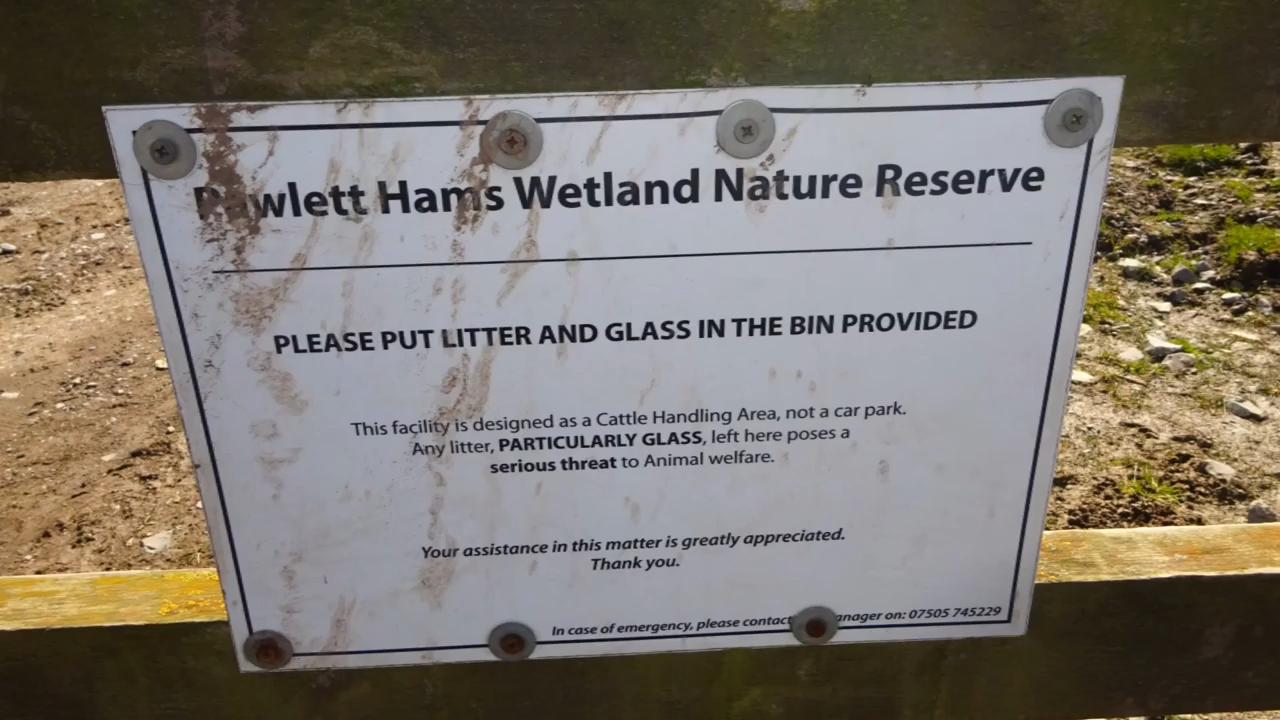 Pawlett Hams Wetland Nature Reserve
PLEASE PUT LITTER AND GLASS IN THE BIN PROVIDED
This facility is designed as a Cattle Handling Area, not a car park.
Any litter, PARTICULARLY GLASS, left here poses a
serious threat to Animal welfare.
Your assistance in this matter is greatly appreciated.
Thank you.
In case of emergency, please contact anager on: 07505 745229